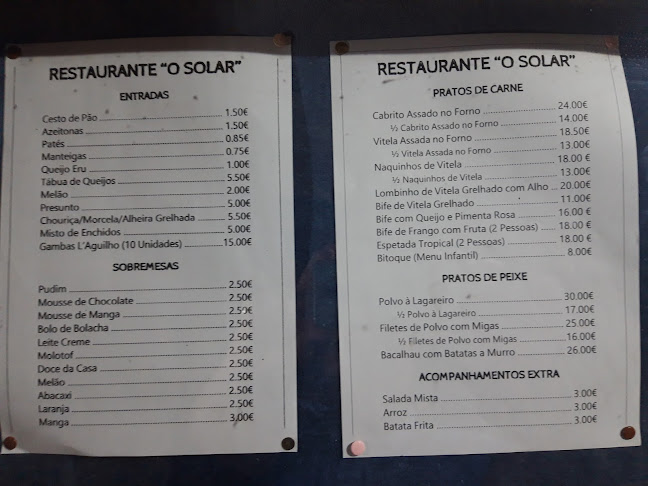 RESTAURANTE “O SOLAR”
ENTRADAS
Cesto de Pão 1.50€
Azeitonas 1.50€
Patés 0.85€
Manteigas 0.75€
Queijo Eru 1.00€
Tábua de Queijos 5.50€
Melão 2.00€
Presunto 5.00€
Chouriça/Morcela/Alheira Grelhada 5.50€
Misto de Enchidos 5.00€
Gambas L´Aguilho (10 Unidades) 15.00€
SOBREMESAS
Pudim 2.50€
Mousse de Chocolate 2.50€
Mousse de Manga 2.50€
Bolo de Bolacha 2.50€
Leite Creme 2.50€
Molotof 2.50€
Doce da Casa 2.50€
Melão 2.50€
Abacaxi 2.50€
Laranja 2.50€
Manga 3,00€
RESTAURANTE “O SOLAR”
PRATOS DE CARNE
Cabrito Assado no Forno 24.00€
½ Cabrito Assado no Forno 14.00€
Vitela Assada no Forno 18.50€
½ Vitela Assada no Forno 13.00€
Naquinhos de Vitela 18.00 €
½ Naquinhos de Vitela 13.00€
Lombinho de Vitela Grelhado com Alho 20.00€
Bife de Vitela Grelhado 11.00€
Bife com Queijo e Pimenta Rosa 16.00 €
Bife de Frango com Fruta (2 Pessoas) 18.00€
Espetada Tropical (2 Pessoas) 18.00 €
Bitoque (Menu Infantil) 8.00€
PRATOS DE PEIXE
Polvo à Lagareiro 30.00€
½ Polvo à Lagareiro 17.00€
Filetes de Polvo com Migas 25.00€
½ Filetes de Polvo com Migas 16.00€
Bacalhau com Batatas a Murro 26.00€
ACOMPANHAMENTOS EXTRA
Salada Mista 3.00€
Arroz 3.00€
Batata Frita 3.00€